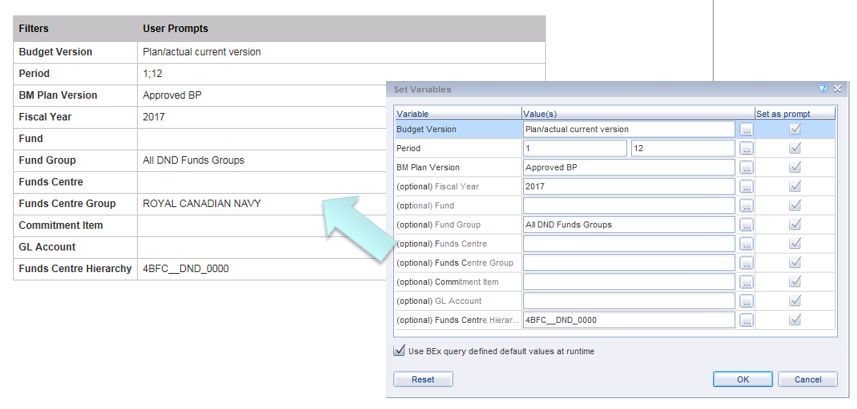 Filters User Prompts
Budget Version Plan/actual current version
Period 1;12
BM Plan Version Approved BP
Fiscal Year 2017
Fund
Fund Group All DND Funds Groups
Funds Centre
Funds Centre Group ROYAL CANADIAN NAVY
Commitment Item
GL Account
Funds Centre Hierarchy 4BFC__DND_0000
Set Variables
Variable Value(s) Set as prompt
Budget Version Plan/actual current version ...
Period 1 12 ...
BM Plan Version Approved BP ...
(optional) Fiscal Year 2017 ...
(optional) Fund ...
(optional) Fund Group All DND Funds Groups ...
(optional) Funds Centre ...
(optional) Funds Centre Group ...
(optional) Commitment Item ...
(optional) GL Account ...
(optional) Funds Centre Hierar... 4BFC__DND_0000 ...
Use BEx query defined default values at runtime
Reset OK Cancel